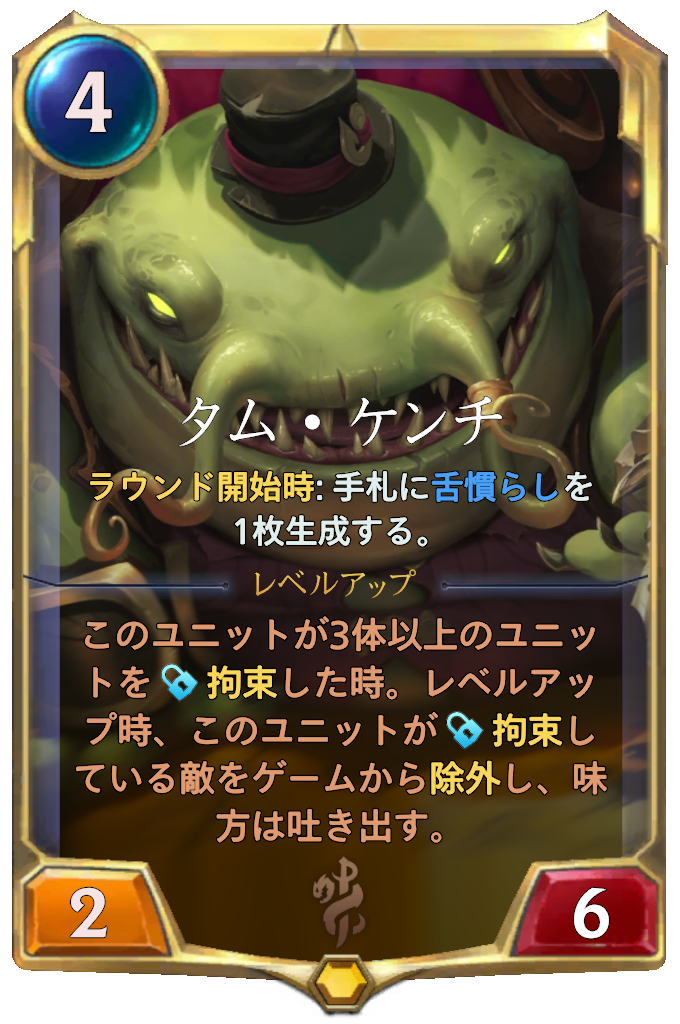 4
タム・ケンチ
ラウンド開始時: 手札に舌慣らしを
1枚生成する。
レベルアップ
このユニットが3体以上のユニッ
トを 拘束した時。レベルアッ
プ時、このユニットが 拘束し
ている敵をゲームから除外し、味
方は吐き出す。
2
6